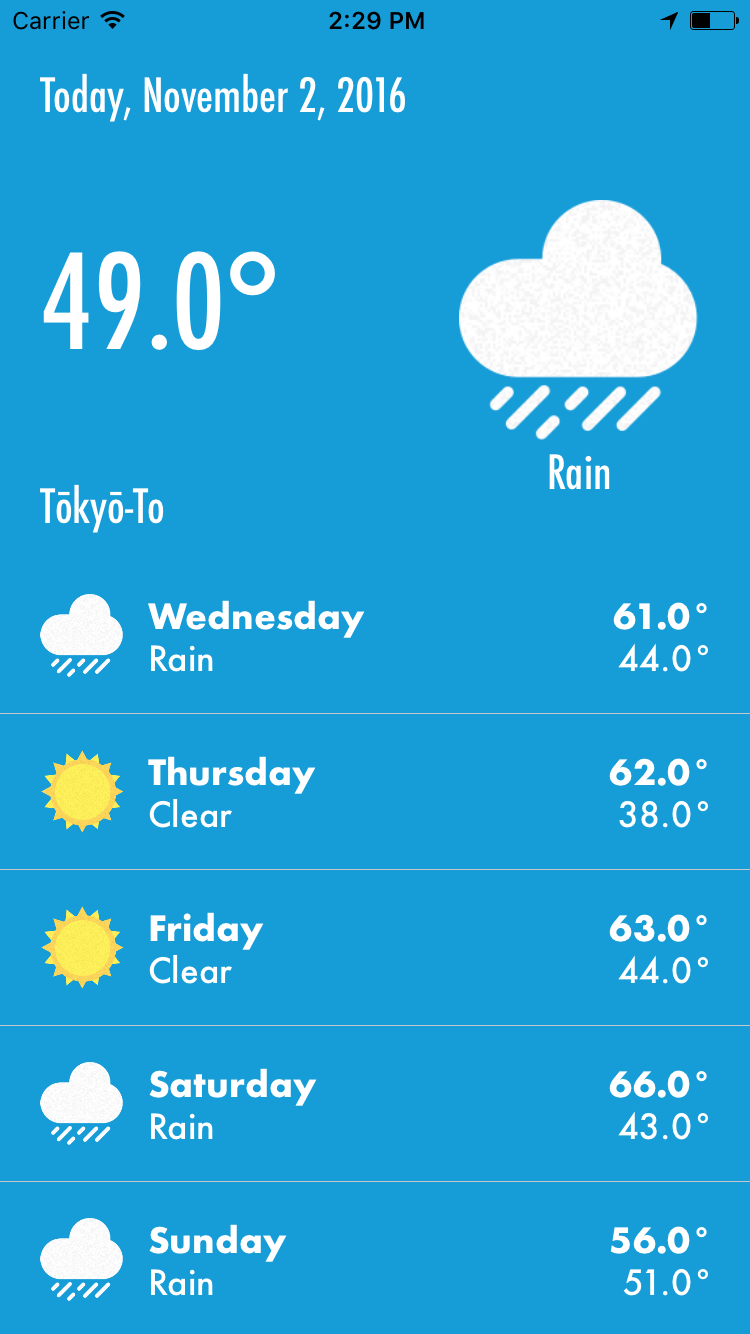 Carrier 2:29 PM
Today, November 2, 2016
49.0°
Rain
Tōkyō-To
Wednesday 61.0°
Rain 44.0°
Thursday 62.0°
Clear 38.0°
Friday 63.0°
Clear 44.0°
Saturday 66.0°
Rain 43.0°
Sunday 56.0°
Rain 51.0°